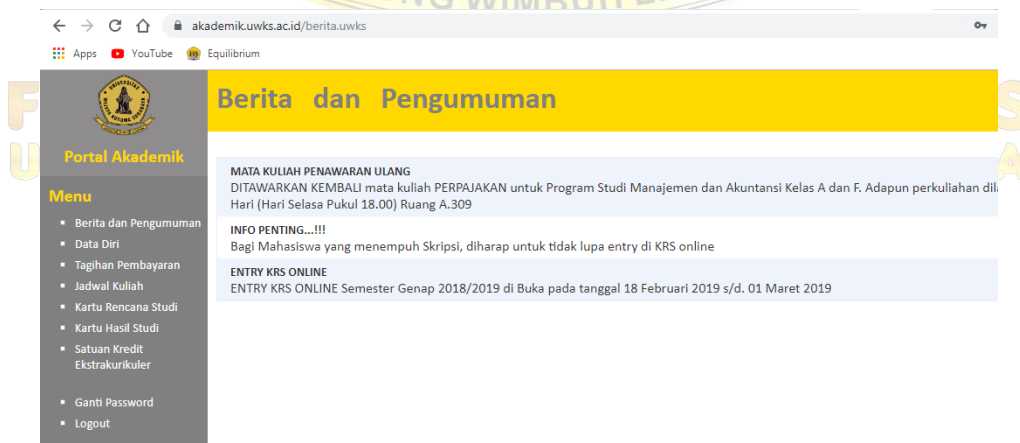 akademik.uwks.ac.id/berita.uwks
Apps YouTube Equilibrium
Portal Akademik
Menu
Berita dan Pengumuman
Data Diri
Tagihan Pembayaran
Jadwal Kuliah
Kartu Rencana Studi
Kartu Hasil Studi
Satuan Kredit
Ekstrakurikuler
Ganti Password
Logout
Berita dan Pengumuman
MATA KULIAH PENAWARAN ULANG
DITAWARKAN KEMBALI mata kuliah PERPAJAKAN untuk Program Studi Manajemen dan Akuntansi Kelas A dan F. Adapun perkuliahan
Hari (Hari Selasa Pukul 18.00) Ruang A.309
INFO PENTING...!!!
Bagi Mahasiswa yang menempuh Skripsi, diharap untuk tidak lupa entry di KRS online
ENTRY KRS ONLINE
ENTRY KRS ONLINE Semester Genap 2018/2019 di Buka pada tanggal 18 Februari 2019 s/d. 01 Maret 2019